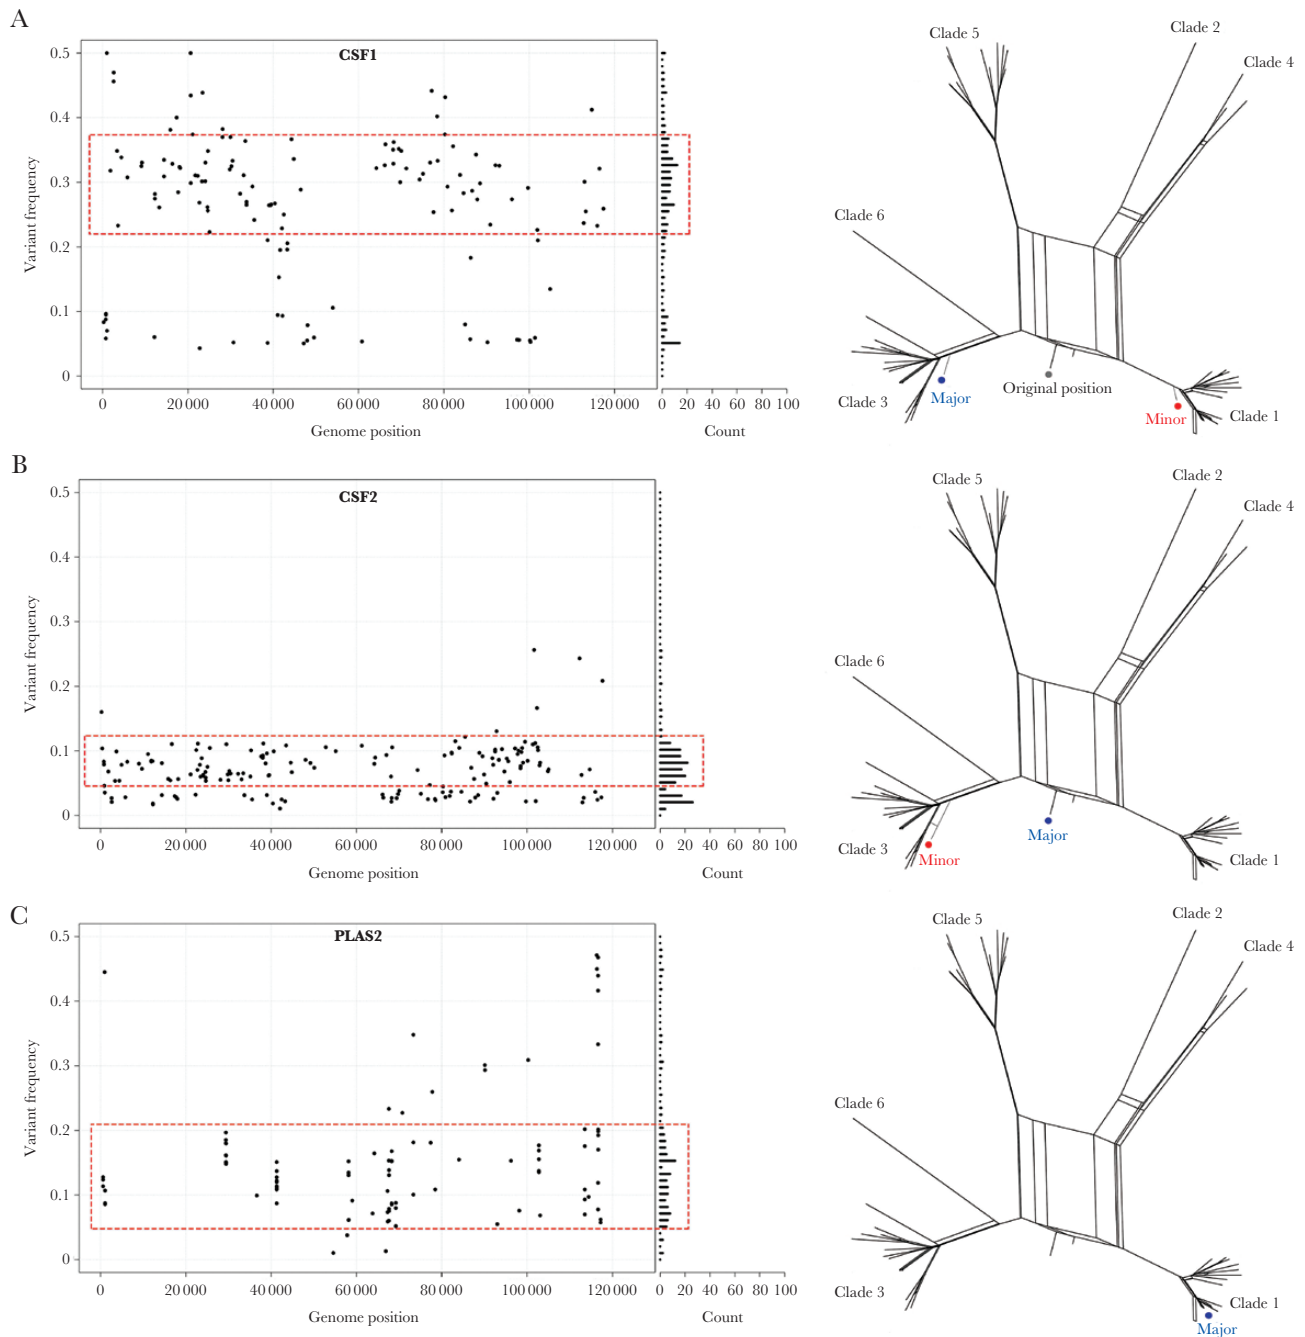 A
CSF1
Variant frequency
0.5
0.4
0.3
0.2
0.1
0
0
20 000
40 000
60 000
80 000
100 000
120 000
Genome position
0 20 40 60 80 100
Count
Clade 5
Clade 2
Clade 4
Clade 6
Clade 3
Major
Original position
Minor
Clade 1
B
CSF2
Variant frequency
0.5
0.4
0.3
0.2
0.1
0
0
20 000
40 000
60 000
80 000
100 000
120 000
Genome position
0 20 40 60 80 100
Count
Clade 5
Clade 2
Clade 4
Clade 6
Clade 3
Minor
Major
Clade 1
C
PLAS2
Variant frequency
0.5
0.4
0.3
0.2
0.1
0
0
20 000
40 000
60 000
80 000
100 000
120 000
Genome position
0 20 40 60 80 100
Count
Clade 5
Clade 2
Clade 4
Clade 6
Clade 3
Clade 1
Major